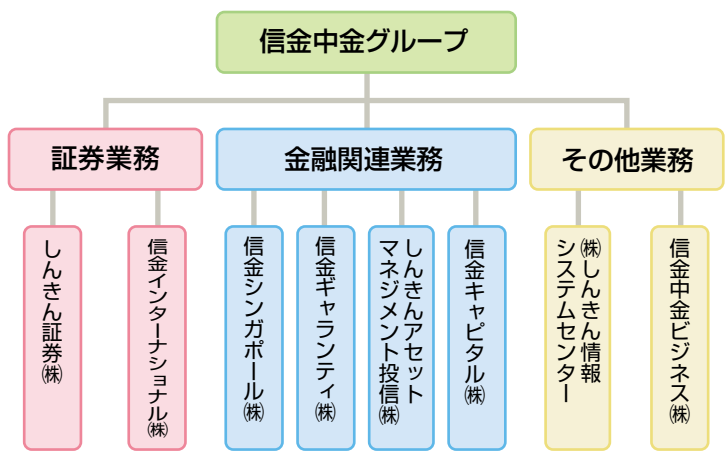 信金中金グループ
証券業務
金融関連業務
その他業務
しんきん証券㈱
信金インターナショナル㈱
信金シンガポール㈱
信金ギャランティ㈱
しんきんアセット
マネジメント投信㈱
信金キャピタル㈱
㈱しんきん情報
システムセンター
信金中金ビジネス㈱